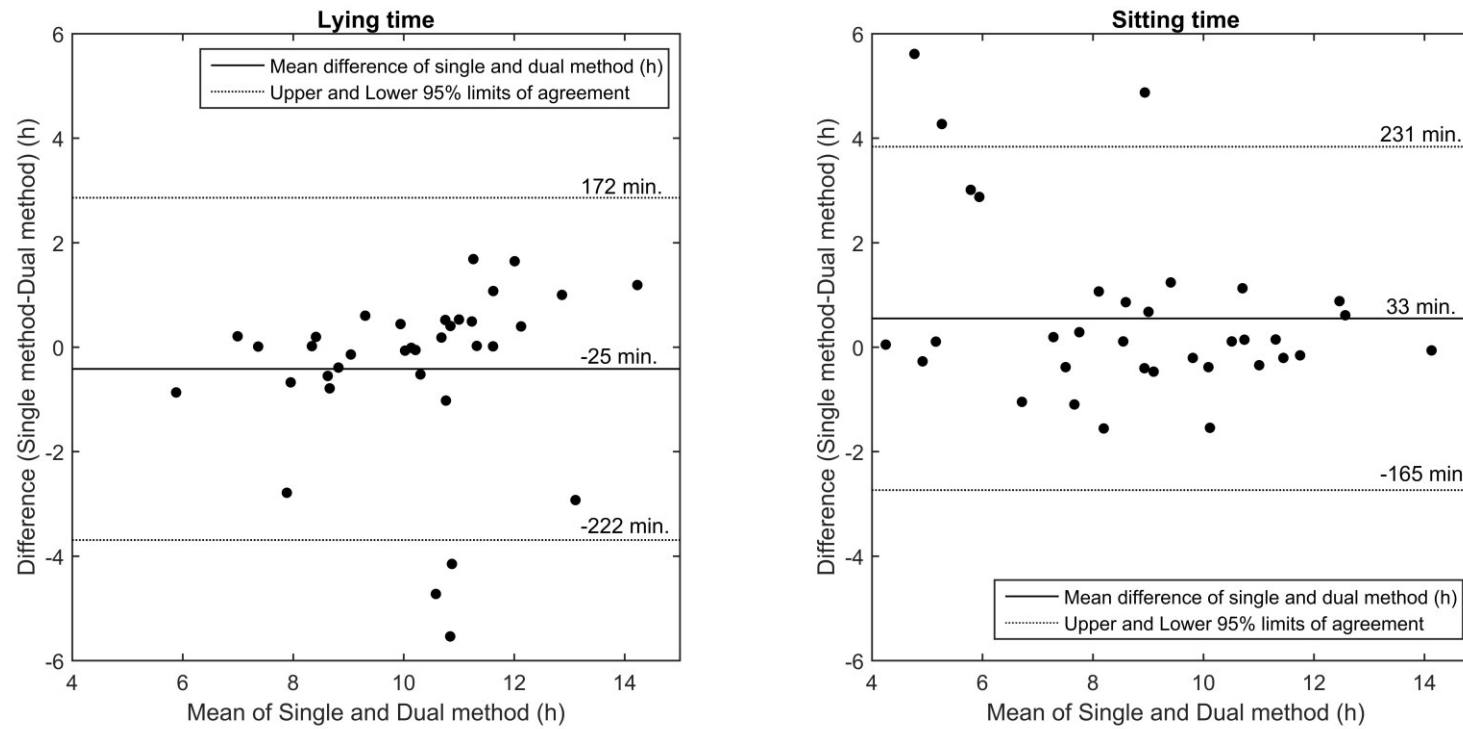 Lying time
6
4
2
0
-2
-4
-6
Difference (Single method-Dual method) (h)
Mean difference of single and dual method (h)
Upper and Lower 95% limits of agreement
172 min.
-25 min.
-222 min.
4 6 8 10 12 14
Mean of Single and Dual method (h)
Sitting time
6
4
2
0
-2
-4
-6
Difference (Single method-Dual method) (h)
231 min.
33 min.
-165 min.
Mean difference of single and dual method (h)
Upper and Lower 95% limits of agreement
4 6 8 10 12 14
Mean of Single and Dual method (h)